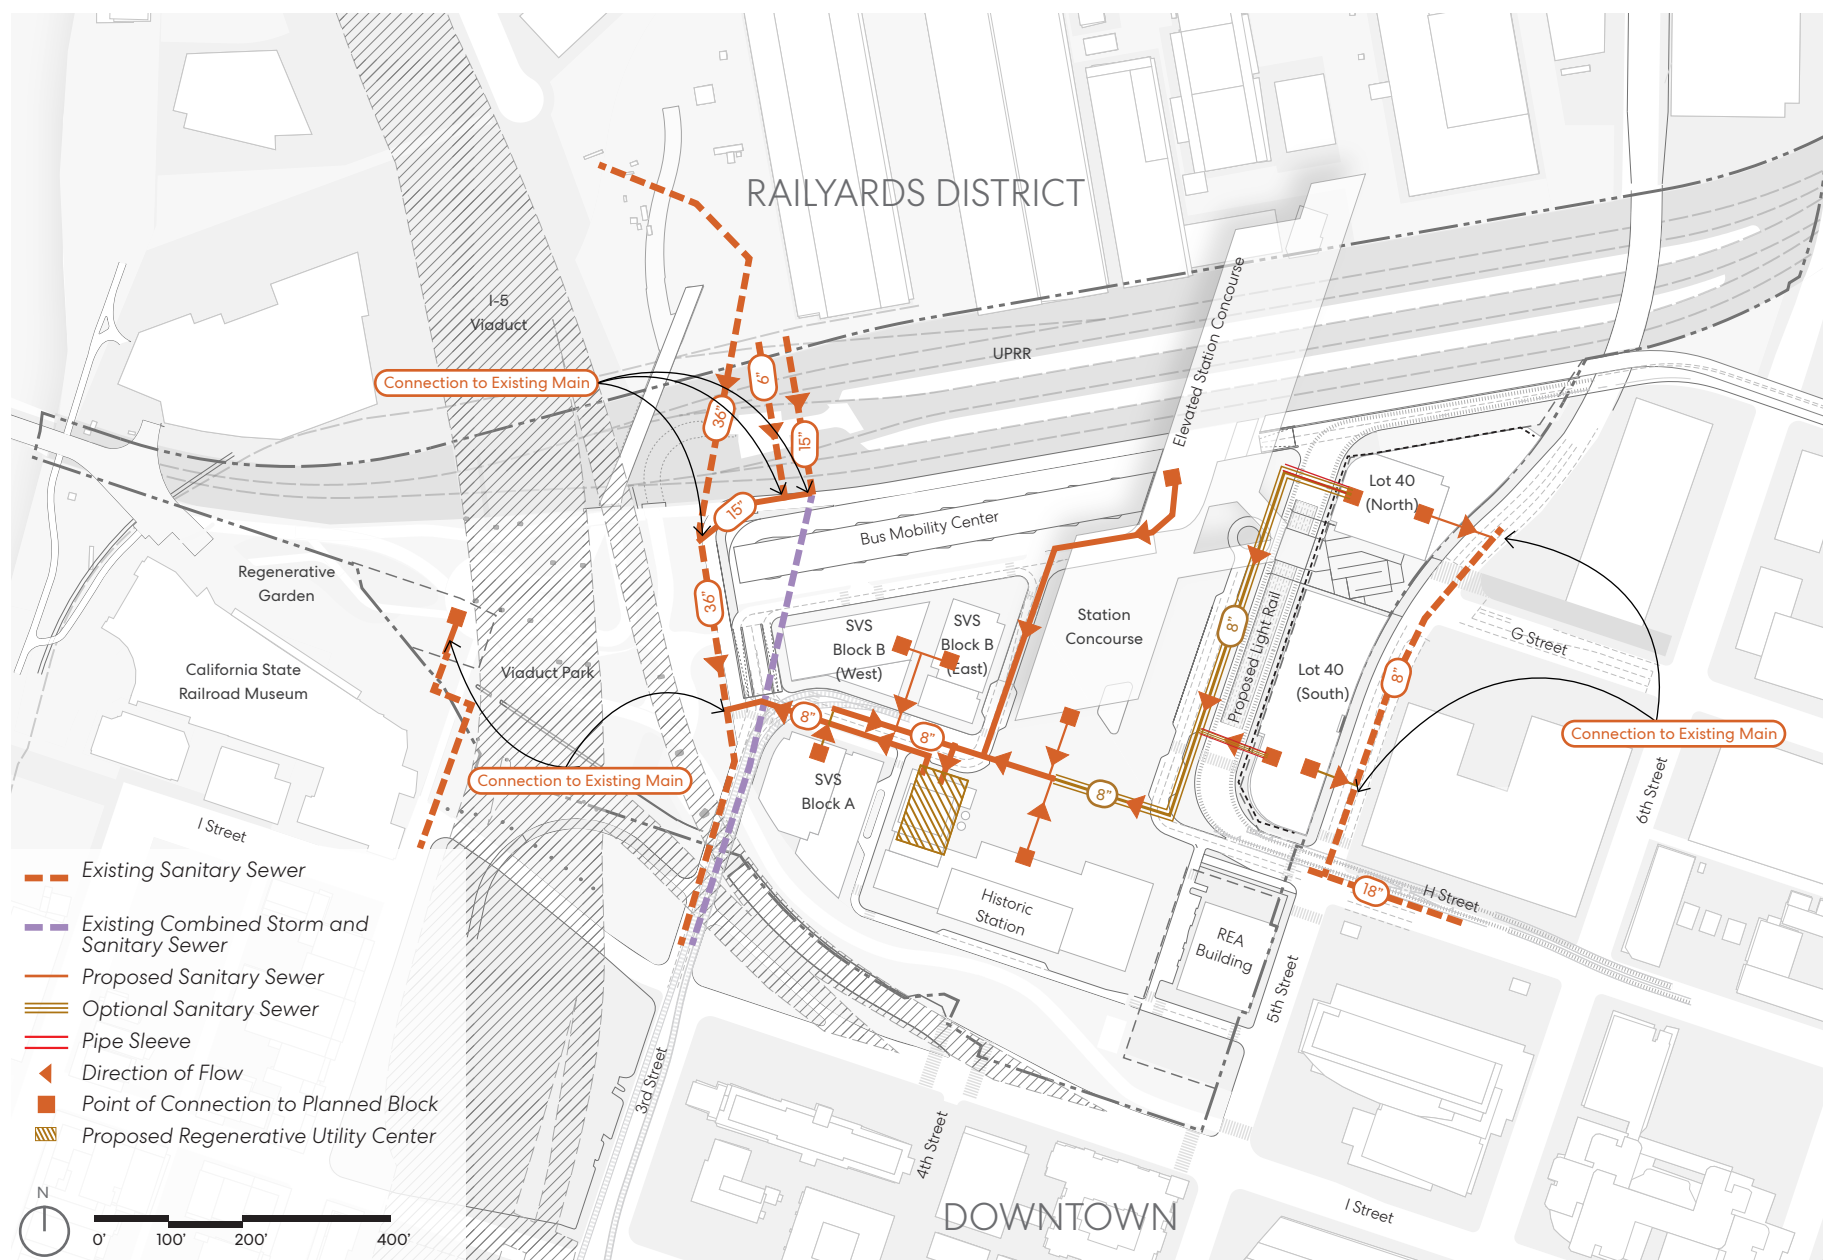 RAILYARDS DISTRICT
I-5
Viaduct
UPRR
Elevated Station Concourse
Connection to Existing Main
36"
6"
15"
15"
36"
Bus Mobility Center
Lot 40
(North)
Regenerative
Garden
California State
Railroad Museum
Viaduct Park
SVS
Block B
(West)
SVS
Block B
(East)
Station
Concourse
8"
Proposed Light Rail
Lot 40
(South)
8"
G Street
Connection to Existing Main
6th Street
8"
8"
8"
Connection to Existing Main
SVS
Block A
I Street
Historic
Station
REA
Building
18"
H Street
5th Street
3rd Street
4th Street
I Street
DOWNTOWN
Existing Sanitary Sewer
Existing Combined Storm and
Sanitary Sewer
Proposed Sanitary Sewer
Optional Sanitary Sewer
Pipe Sleeve
Direction of Flow
Point of Connection to Planned Block
Proposed Regenerative Utility Center
N
0' 100' 200' 400'